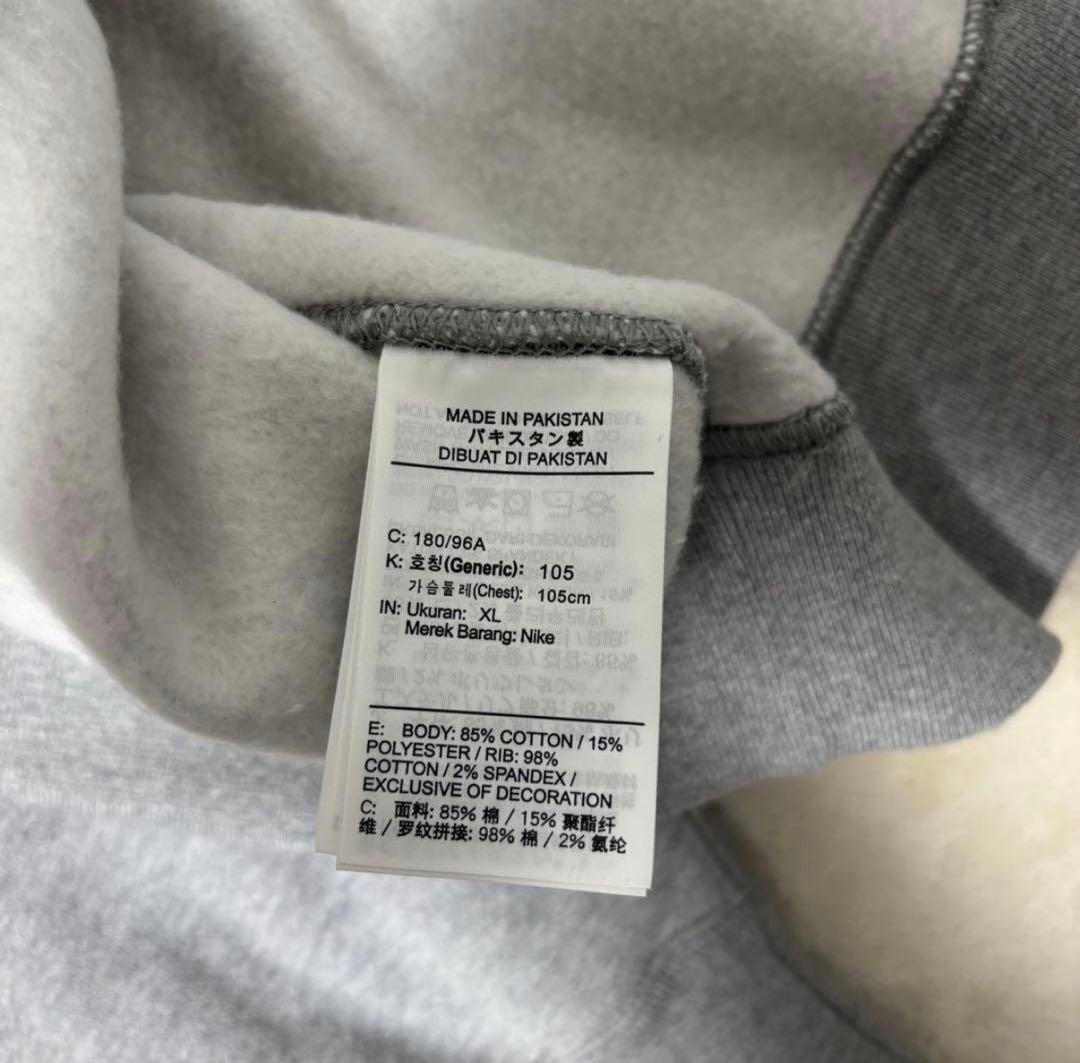 MADE IN PAKISTAN
パキスタン製
DIBUAT DI PAKISTAN
C: 180/96A
K: 호칭(Generic): 105
가슴둘레(Chest): 105cm
IN: Ukuran: XL
Merek Barang: Nike
E: BODY: 85% COTTON / 15%
POLYESTER / RIB: 98%
COTTON / 2% SPANDEX /
EXCLUSIVE OF DECORATION
C: 面料: 85% 棉 / 15% 聚酯纤
维 / 罗纹拼接: 98% 棉 / 2% 氨纶